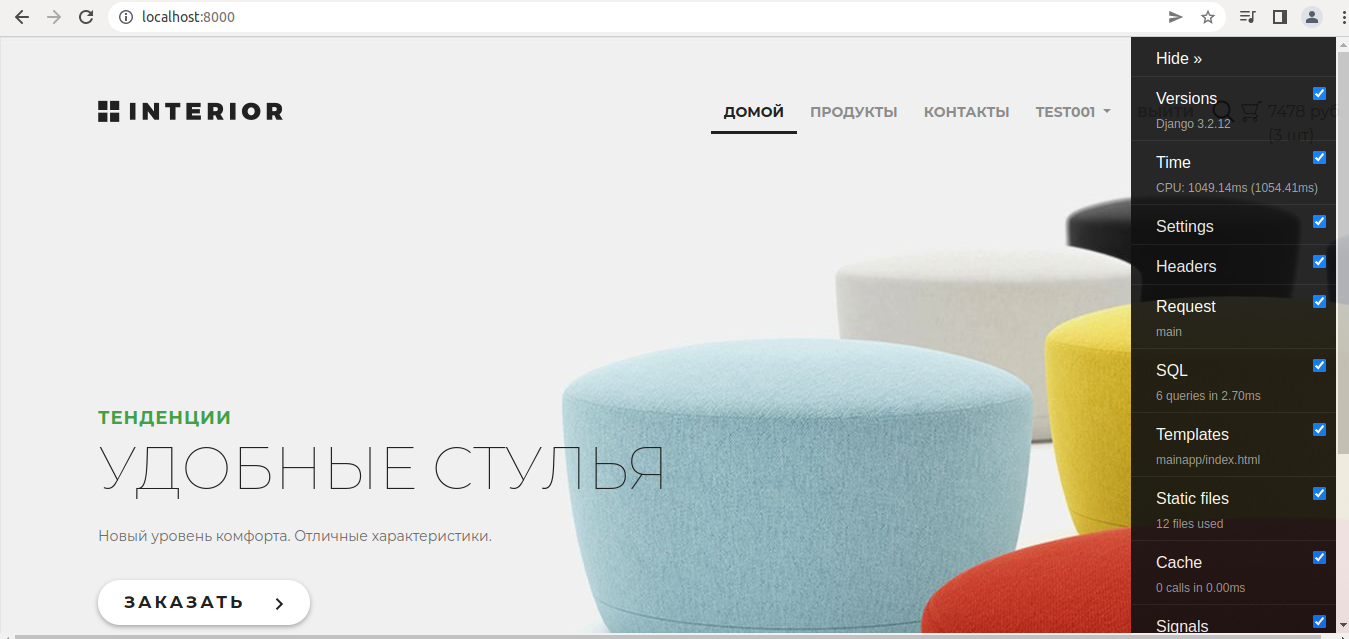 localhost:8000
INTERIOR
ДОМОЙ ПРОДУКТЫ КОНТАКТЫ TEST001 ВЫЙТИ 7478 руб
(3 шт)
ТЕНДЕНЦИИ
УДОБНЫЕ СТУЛЬЯ
Новый уровень комфорта. Отличные характеристики.
ЗАКАЗАТЬ
Hide »
Versions
Django 3.2.12
Time
CPU: 1049.14ms (1054.41ms)
Settings
Headers
Request
main
SQL
6 queries in 2.70ms
Templates
mainapp/index.html
Static files
12 files used
Cache
0 calls in 0.00ms
Signals